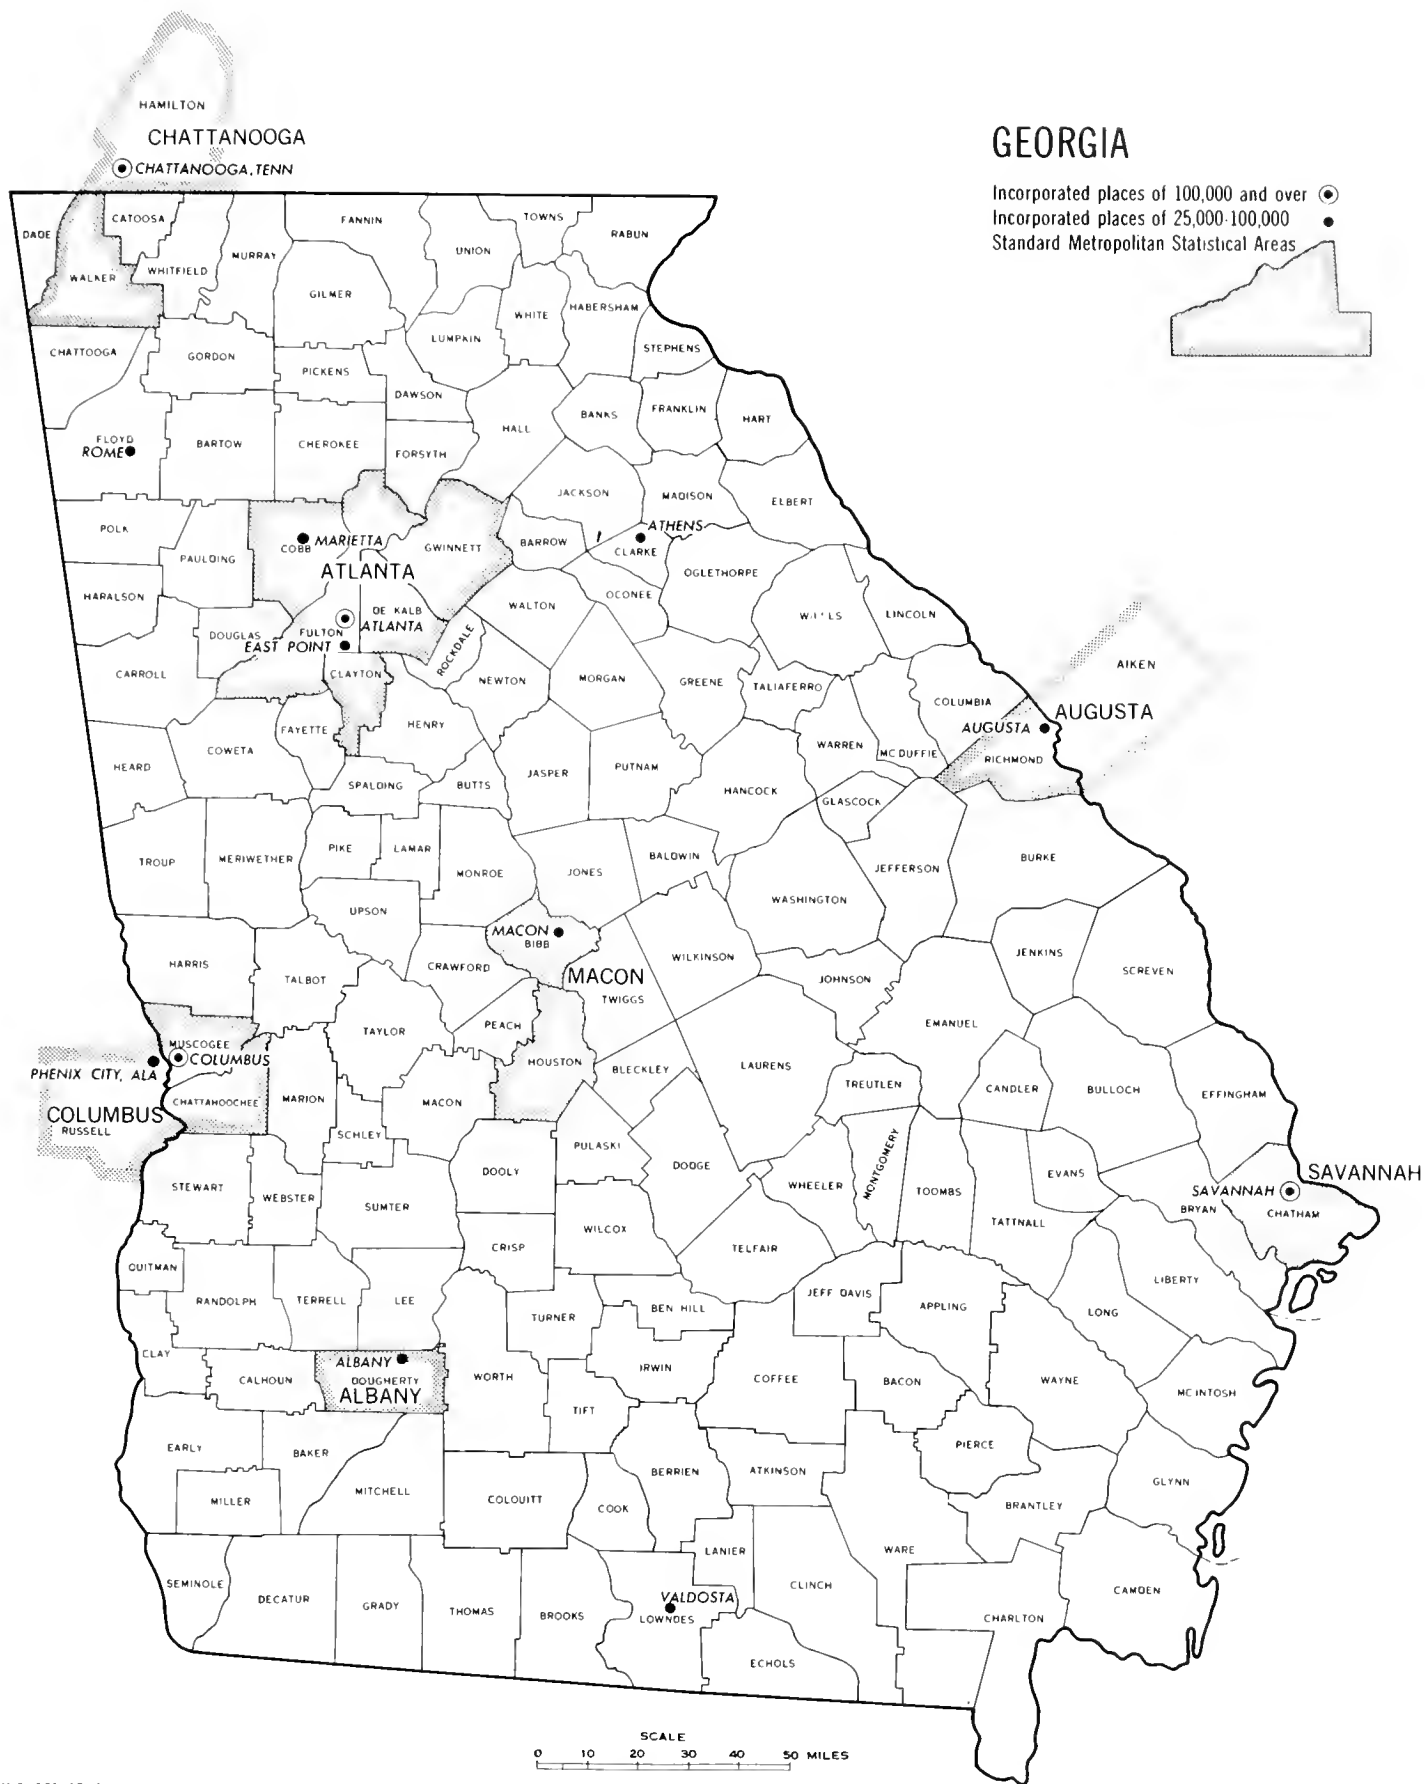 HAMILTON
CHATTANOOGA
CHATTANOOGA, TENN
GEORGIA
Incorporated places of 100,000 and over
Incorporated places of 25,000-100,000
Standard Metropolitan Statistical Areas
DADE
CATOOSA
WALKER
WHITFIELD
MURRAY
FANNIN
GILMER
UNION
TOWNS
RABUN
WHITE
HABERSHAM
LUMPKIN
STEPHENS
CHATTOOGA
GORDON
PICKENS
DAWSON
BANKS
FRANKLIN
HART
HALL
FLOYD
ROME
BARTOW
CHEROKEE
FORSYTH
JACKSON
MADISON
ELBERT
POLK
PAULDING
COBB
MARIETTA
GWINNETT
BARROW
ATHENS
CLARKE
ATLANTA
OGLETHORPE
HARALSON
OCONEE
WALTON
LINCOLN
DE KALB
ATLANTA
DOUGLAS
FULTON
EAST POINT
ROCKDALE
CARROLL
CLAYTON
NEWTON
MORGAN
GREENE
TALIAFERRO
AIKEN
COLUMBIA
AUGUSTA
AUGUSTA
FAYETTE
HENRY
COWETA
WARREN
MC DUFFIE
RICHMOND
HEARD
SPALDING
BUTTS
JASPER
PUTNAM
HANCOCK
GLASCOCK
TROUP
MERIWETHER
PIKE
LAMAR
MONROE
JONES
BALDWIN
JEFFERSON
BURKE
UPSON
WASHINGTON
MACON
BIBB
HARRIS
TALBOT
CRAWFORD
MACON
TWIGGS
WILKINSON
JOHNSON
JENKINS
SCREVEN
TAYLOR
PEACH
EMANUEL
MUSCOGEE
COLUMBUS
PHENIX CITY, ALA
HOUSTON
BLECKLEY
LAURENS
TREUTLEN
CANDLER
BULLOCH
EFFINGHAM
CHATTAHOOCHEE
MARION
MACON
COLUMBUS
RUSSELL
SCHLEY
PULASKI
DODGE
DOOLY
MONTGOMERY
WHEELER
TOOMBS
EVANS
SAVANNAH
SAVANNAH
BRYAN
CHATHAM
STEWART
WEBSTER
SUMTER
TATTNALL
WILCOX
CRISP
TELFAIR
QUITMAN
RANDOLPH
TERRELL
LEE
TURNER
BEN HILL
JEFF DAVIS
APPLING
LONG
LIBERTY
CLAY
ALBANY
DOUGHERTY
ALBANY
CALHOUN
WORTH
IRWIN
COFFEE
BACON
WAYNE
MC INTOSH
TIFT
EARLY
BAKER
PIERCE
MITCHELL
MILLER
COLQUITT
COOK
BERRIEN
ATKINSON
BRANTLEY
GLYNN
LANIER
WARE
SEMINOLE
DECATUR
GRADY
THOMAS
BROOKS
VALDOSTA
LOWNDES
CLINCH
CHARLTON
CAMDEN
ECHOLS
SCALE
0 10 20 30 40 50 MILES